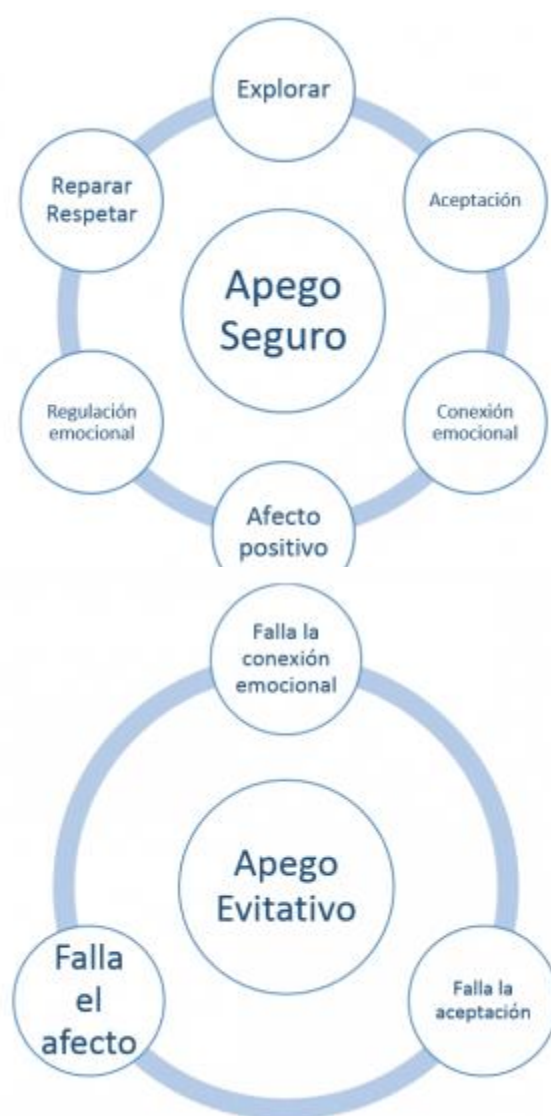 Explorar
Reparar
Respetar
Aceptación
Apego
Seguro
Regulación
emocional
Conexión
emocional
Afecto
positivo
Falla la
conexión
emocional
Apego
Evitativo
Falla
el
afecto
Falla la
aceptación